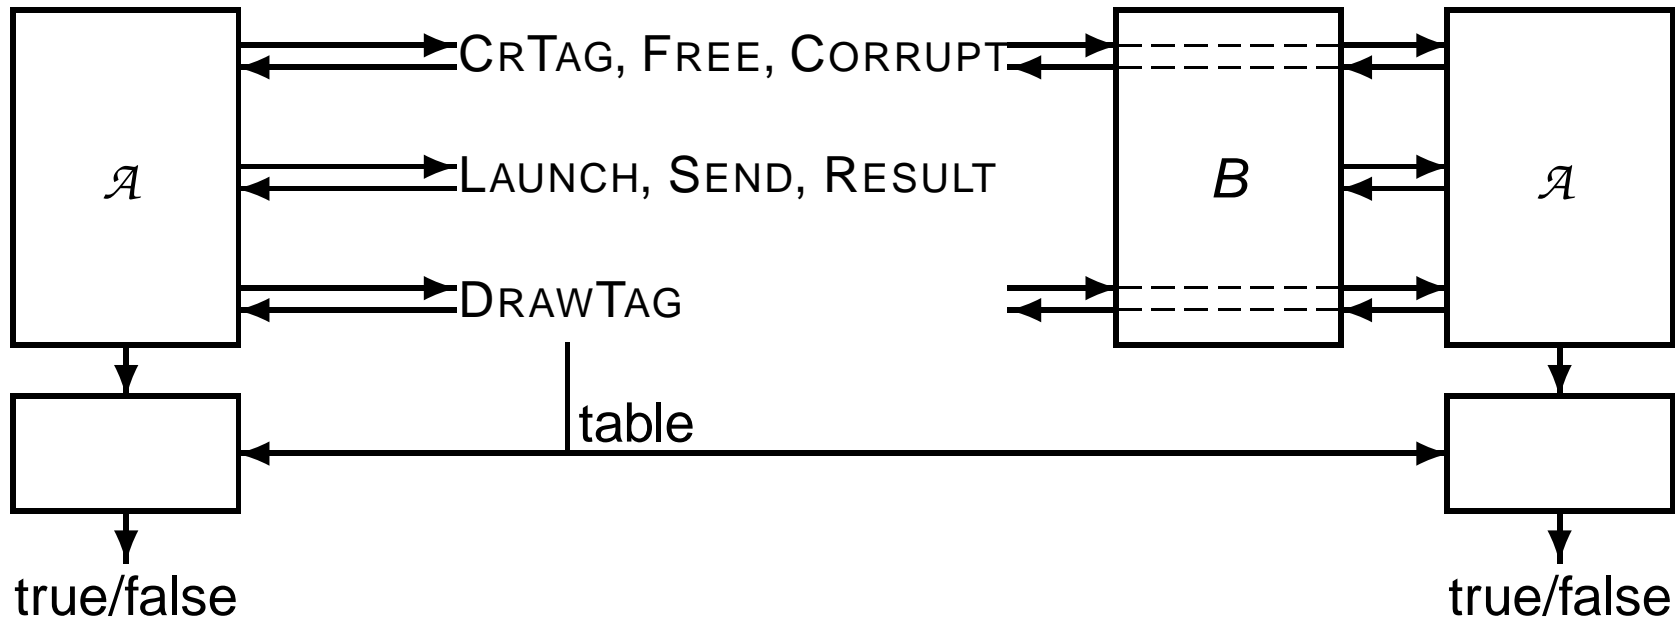 CRTAG, FREE, CORRUPT
𝒜 LAUNCH, SEND, RESULT B 𝒜
DRAWTAG
table
true/false true/false